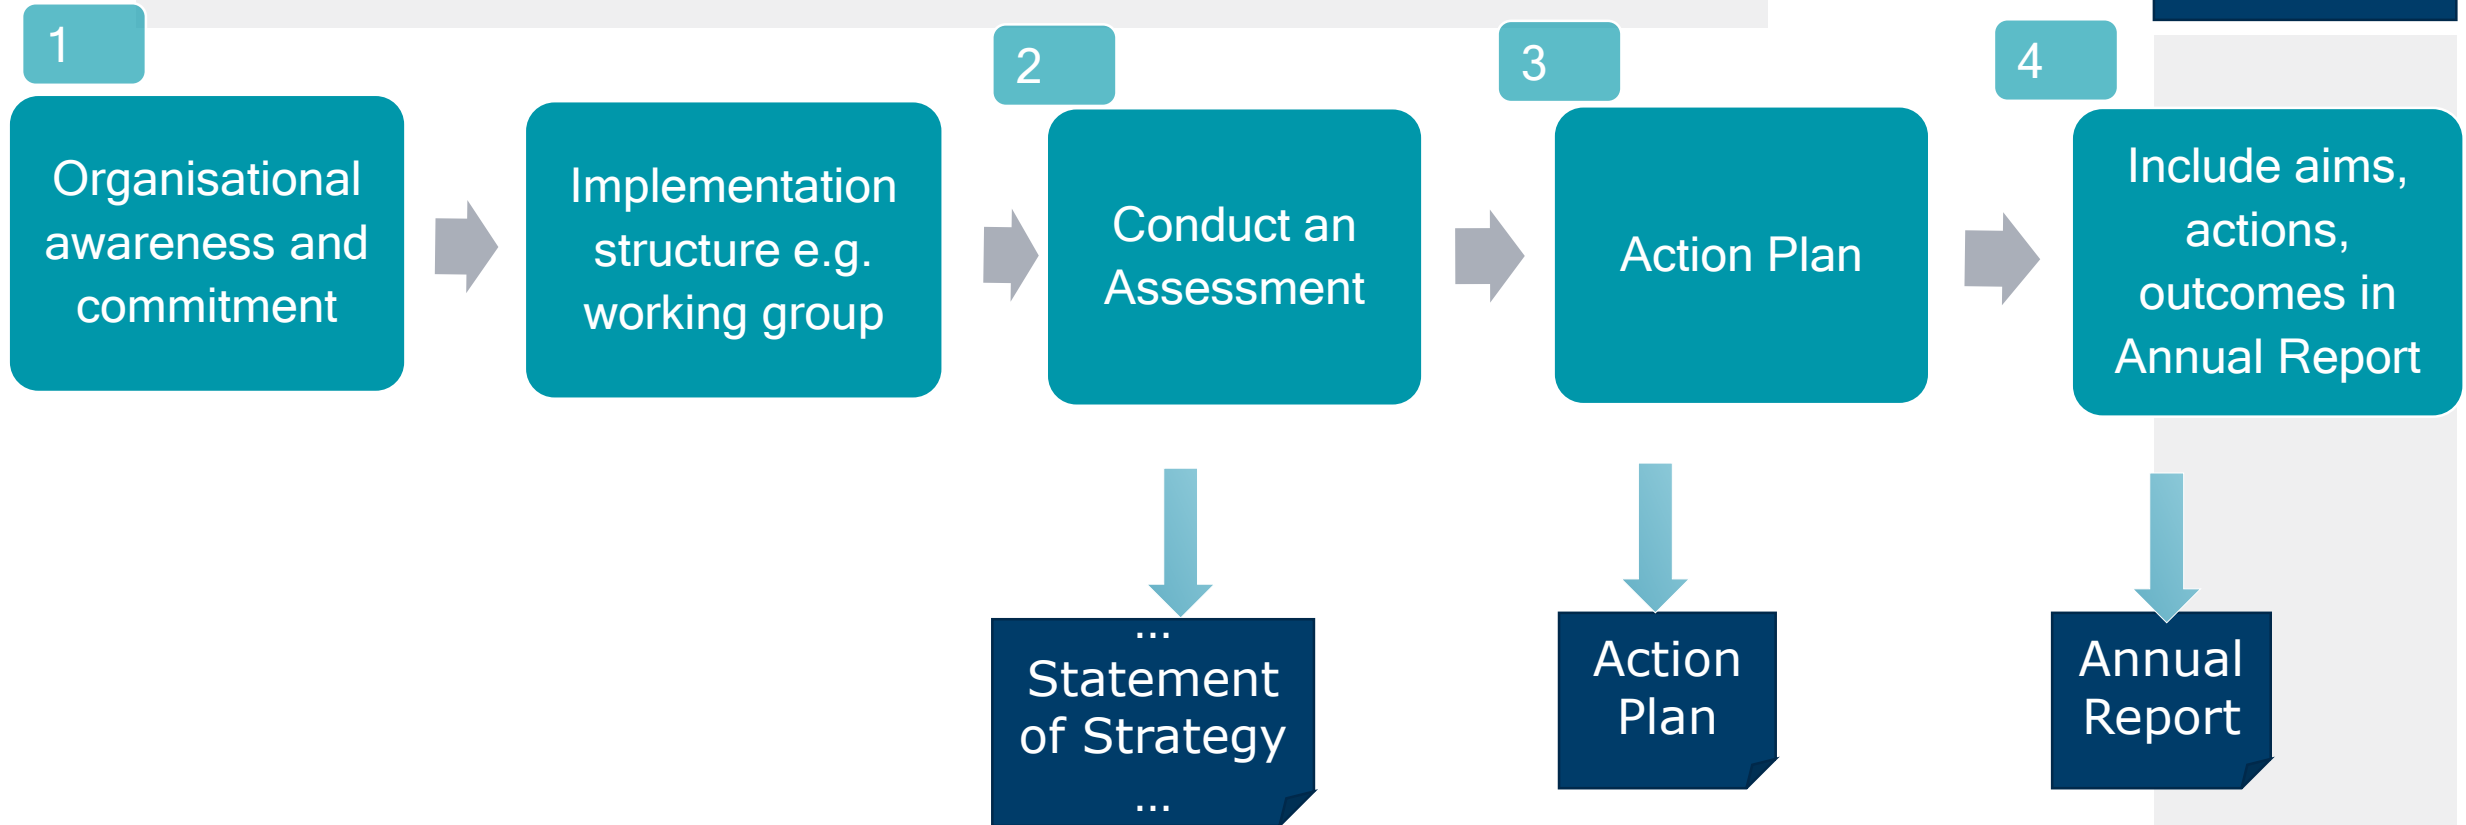 1
Organisational
awareness and
commitment
Implementation
structure e.g.
working group
2
Conduct an
Assessment
3
Action Plan
4
Include aims,
actions,
outcomes in
Annual Report
...
Statement
of Strategy
...
Action
Plan
Annual
Report